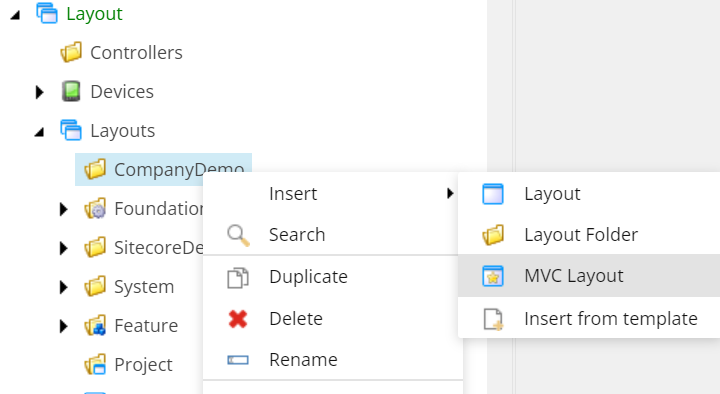 Layout
Controllers
Devices
Layouts
CompanyDemo
Foundation
SitecoreDe
System
Feature
Project
Insert
Search
Duplicate
Delete
Rename
Layout
Layout Folder
MVC Layout
Insert from template